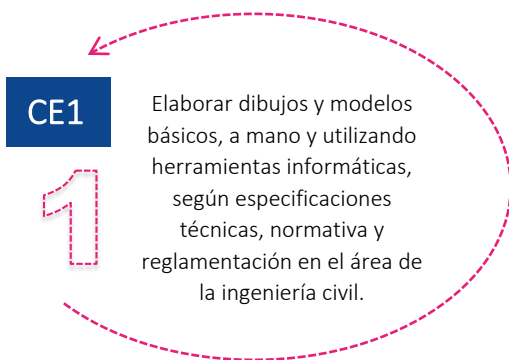 CE1
1
Elaborar dibujos y modelos
básicos, a mano y utilizando
herramientas informáticas,
según especificaciones
técnicas, normativa y
reglamentación en el área de
la ingeniería civil.